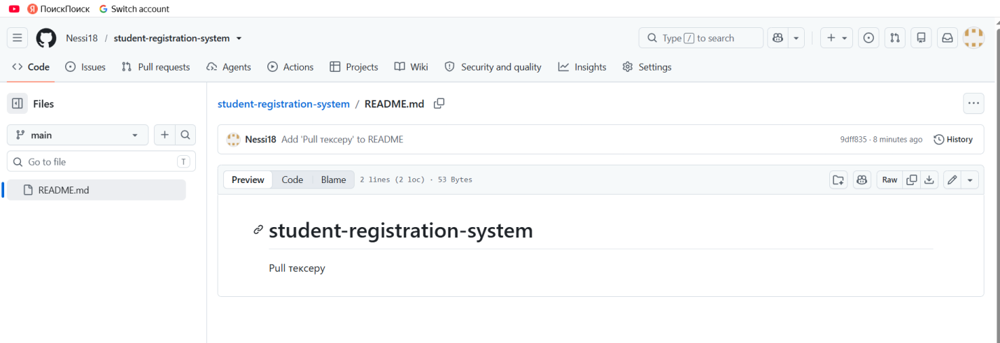 ПоискПоиск Switch account
Nessi18 / student-registration-system Type / to search
Code Issues Pull requests Agents Actions Projects Wiki Security and quality Insights Settings
Files
student-registration-system / README.md
main
Nessi18 Add 'Pull тексеру' to README 9dff835 · 8 minutes ago History
Go to file T
Preview Code Blame 2 lines (2 loc) · 53 Bytes Raw
README.md
student-registration-system
Pull тексеру